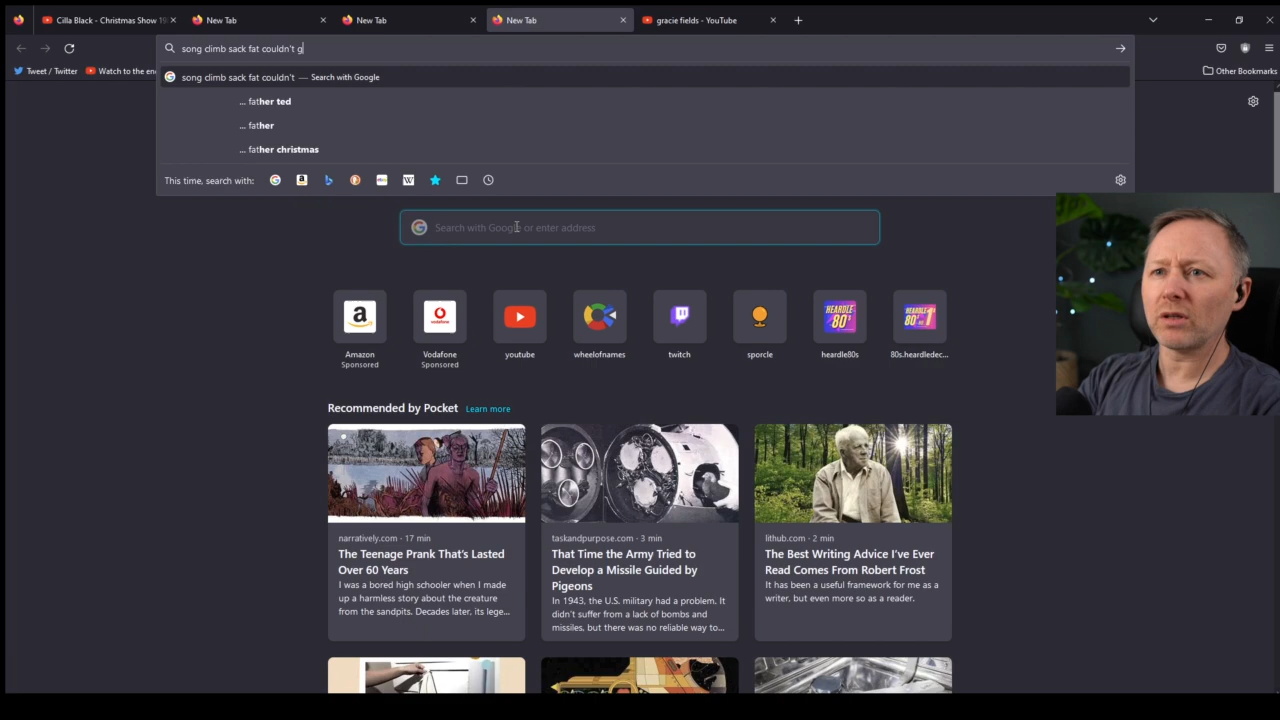 Cilla Black - Christmas Show 19
New Tab
New Tab
New Tab
gracie fields - YouTube
song climb sack fat couldn't g
Tweet / Twitter
Watch to the en
Other Bookmarks
song climb sack fat couldn't — Search with Google
... father ted
... father
... father christmas
This time, search with:
Search with Google or enter address
Amazon
Sponsored
Vodafone
Sponsored
youtube
wheelofnames
twitch
sporcle
heardle80s
80s.heardledec...
Recommended by Pocket
Learn more
narratively.com · 17 min
The Teenage Prank That's Lasted
Over 60 Years
I was a bored high schooler when I made
up a harmless story about the creature
from the sandpits. Decades later, its lege...
taskandpurpose.com · 3 min
That Time the Army Tried to
Develop a Missile Guided by
Pigeons
In 1943, the U.S. military had a problem. It
didn't suffer from a lack of bombs and
missiles, but there was no reliable way to...
lithub.com · 2 min
The Best Writing Advice I've Ever
Read Comes From Robert Frost
It has been a useful framework for me as a
writer, but even more so as a reader.